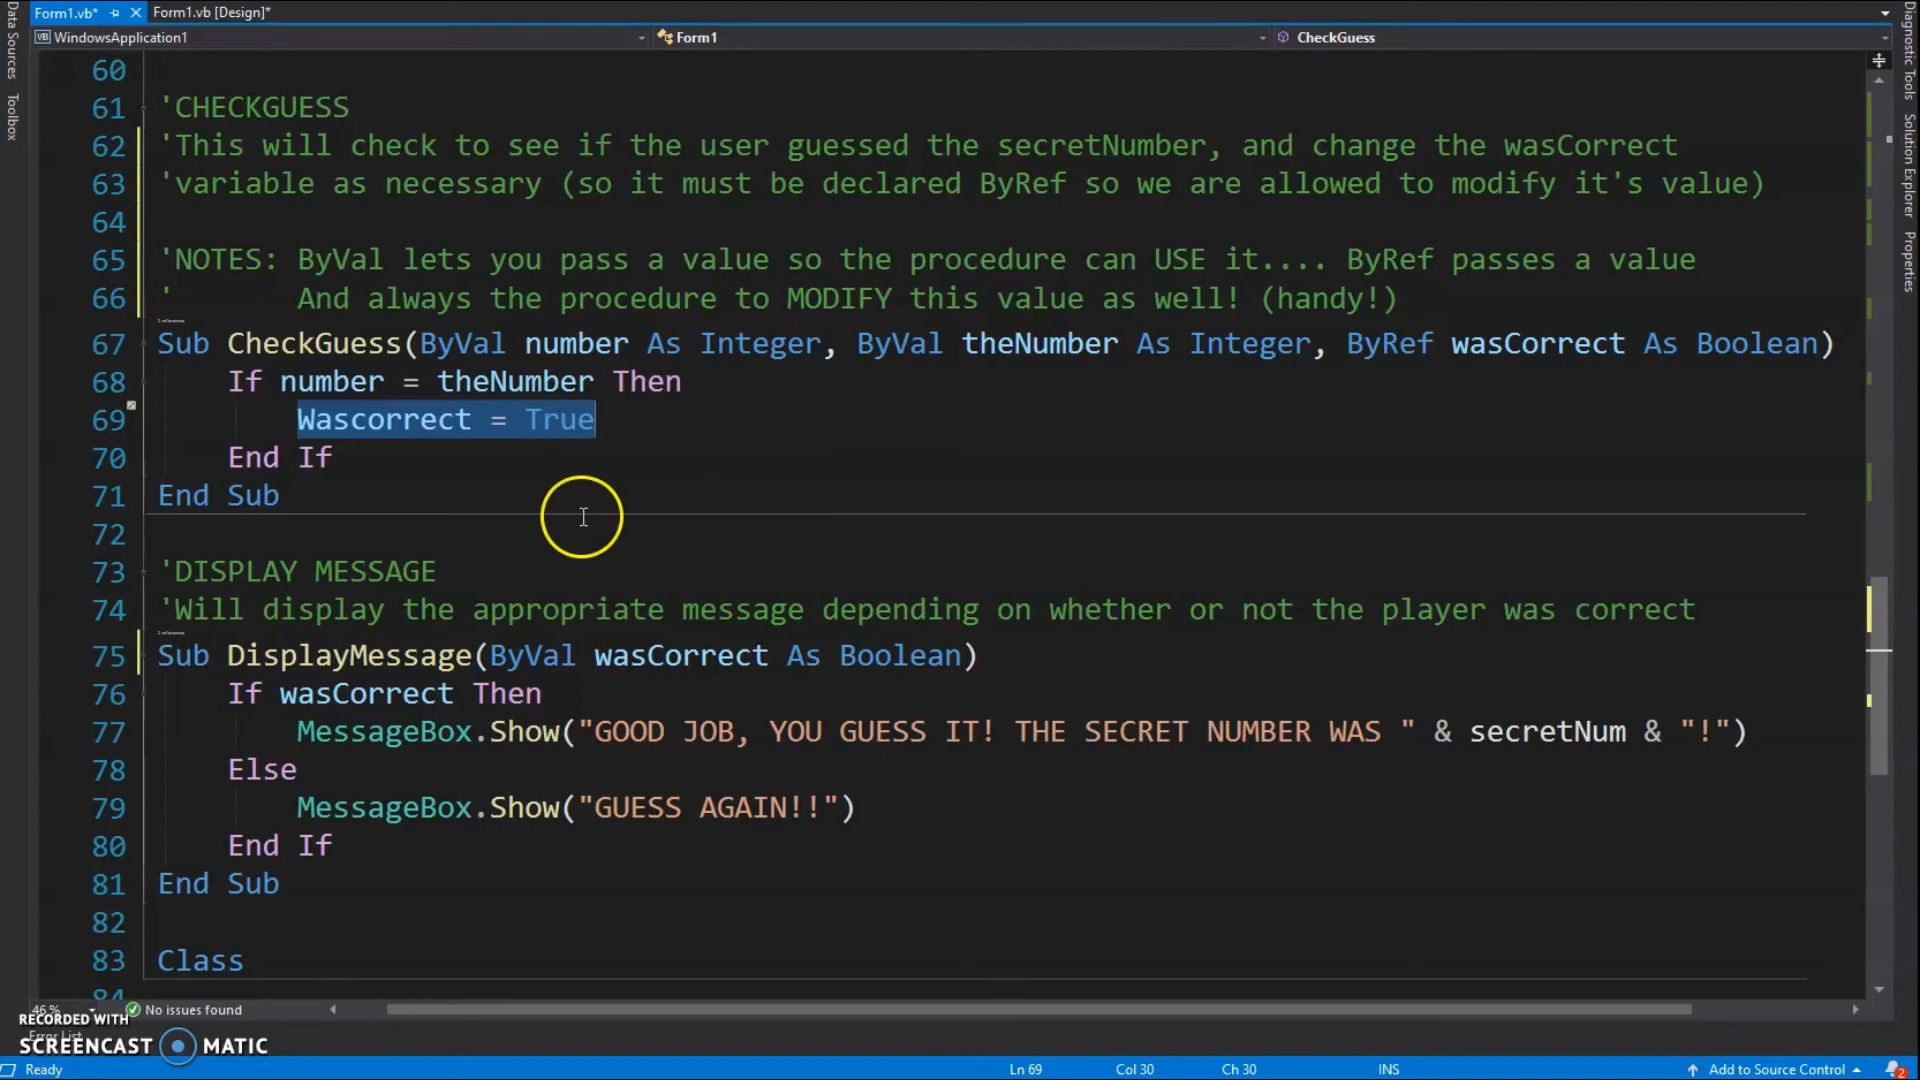 Form1.vb*
Form1.vb [Design]*
WindowsApplication1
Form1
CheckGuess
Data Sources
Toolbox
Diagnostic Tools
Solution Explorer
Properties
60
61 'CHECKGUESS
62 'This will check to see if the user guessed the secretNumber, and change the wasCorrect
63 'variable as necessary (so it must be declared ByRef so we are allowed to modify it's value)
64
65 'NOTES: ByVal lets you pass a value so the procedure can USE it.... ByRef passes a value
66 ' And always the procedure to MODIFY this value as well! (handy!)
1 reference
67 Sub CheckGuess(ByVal number As Integer, ByVal theNumber As Integer, ByRef wasCorrect As Boolean)
68 If number = theNumber Then
69 Wascorrect = True
70 End If
71 End Sub
72
73 'DISPLAY MESSAGE
74 'Will display the appropriate message depending on whether or not the player was correct
1 reference
75 Sub DisplayMessage(ByVal wasCorrect As Boolean)
76 If wasCorrect Then
77 MessageBox.Show("GOOD JOB, YOU GUESS IT! THE SECRET NUMBER WAS " & secretNum & "!")
78 Else
79 MessageBox.Show("GUESS AGAIN!!")
80 End If
81 End Sub
82
83 Class
84
46 %
No issues found
RECORDED WITH
Error List
SCREENCAST MATIC
Ready
Ln 69
Col 30
Ch 30
INS
Add to Source Control
2